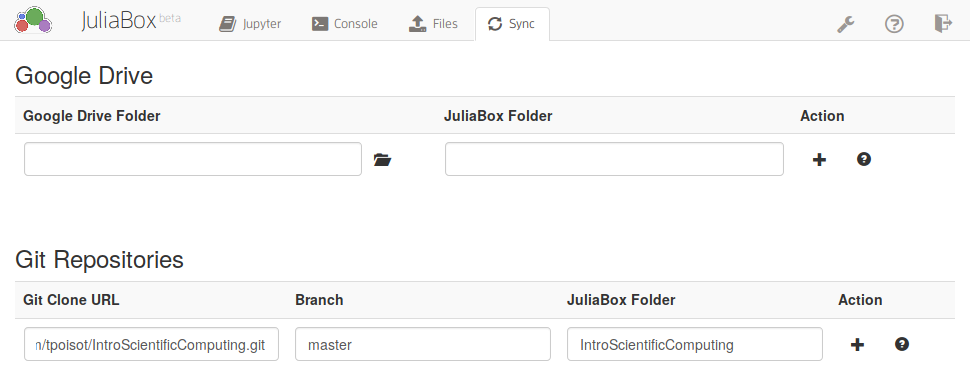 JuliaBox beta Jupyter Console Files Sync
Google Drive
Google Drive Folder JuliaBox Folder Action
Git Repositories
Git Clone URL Branch JuliaBox Folder Action
m/tpoisot/IntroScientificComputing.git master IntroScientificComputing